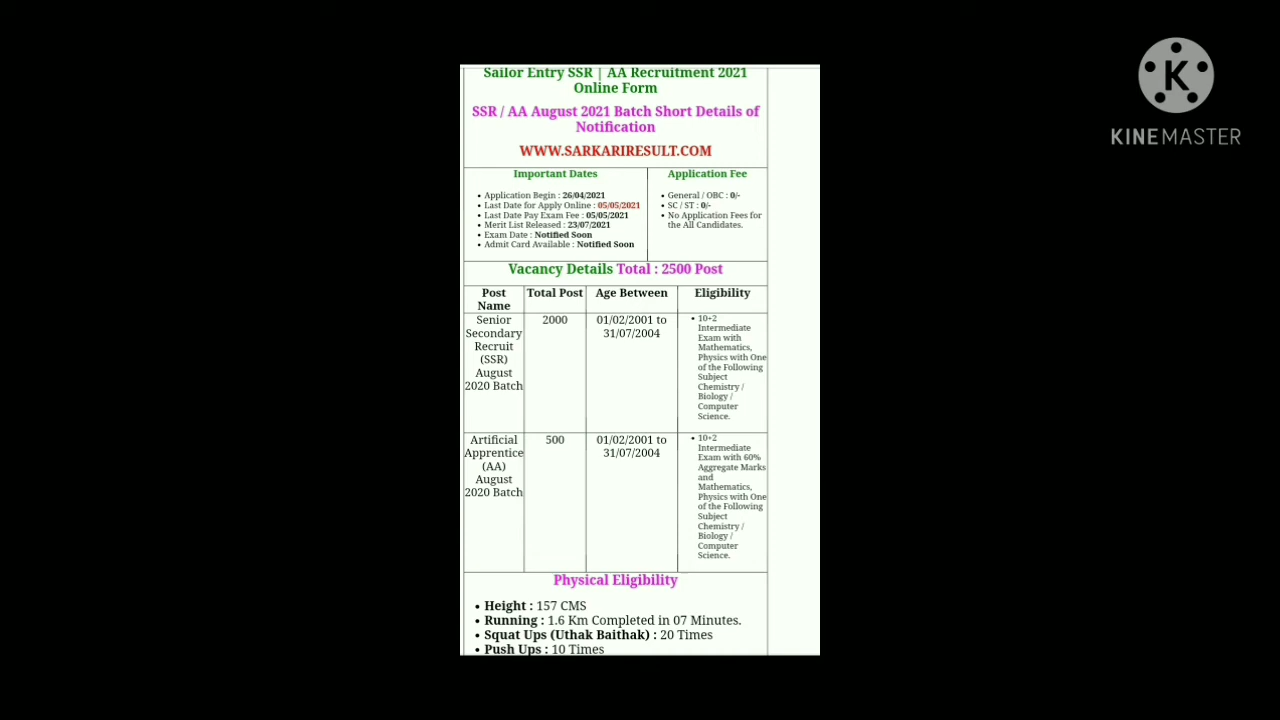 Sailor Entry SSR | AA Recruitment 2021
Online Form
SSR / AA August 2021 Batch Short Details of
Notification
WWW.SARKARIRESULT.COM
Important Dates
• Application Begin : 26/04/2021
• Last Date for Apply Online : 05/05/2021
• Last Date Pay Exam Fee : 05/05/2021
• Merit List Released : 23/07/2021
• Exam Date : Notified Soon
• Admit Card Available : Notified Soon
Application Fee
• General / OBC : 0/-
• SC / ST : 0/-
• No Application Fees for
the All Candidates.
Vacancy Details Total : 2500 Post
Post
Name
Total Post
Age Between
Eligibility
Senior
Secondary
Recruit
(SSR)
August
2020 Batch
2000
01/02/2001 to
31/07/2004
• 10+2
Intermediate
Exam with
Mathematics,
Physics with One
of the Following
Subject
Chemistry /
Biology /
Computer
Science.
Artificial
Apprentice
(AA)
August
2020 Batch
500
01/02/2001 to
31/07/2004
• 10+2
Intermediate
Exam with 60%
Aggregate Marks
and
Mathematics,
Physics with One
of the Following
Subject
Chemistry /
Biology /
Computer
Science.
Physical Eligibility
• Height : 157 CMS
• Running : 1.6 Km Completed in 07 Minutes.
• Squat Ups (Uthak Baithak) : 20 Times
• Push Ups : 10 Times
K
KINEMASTER